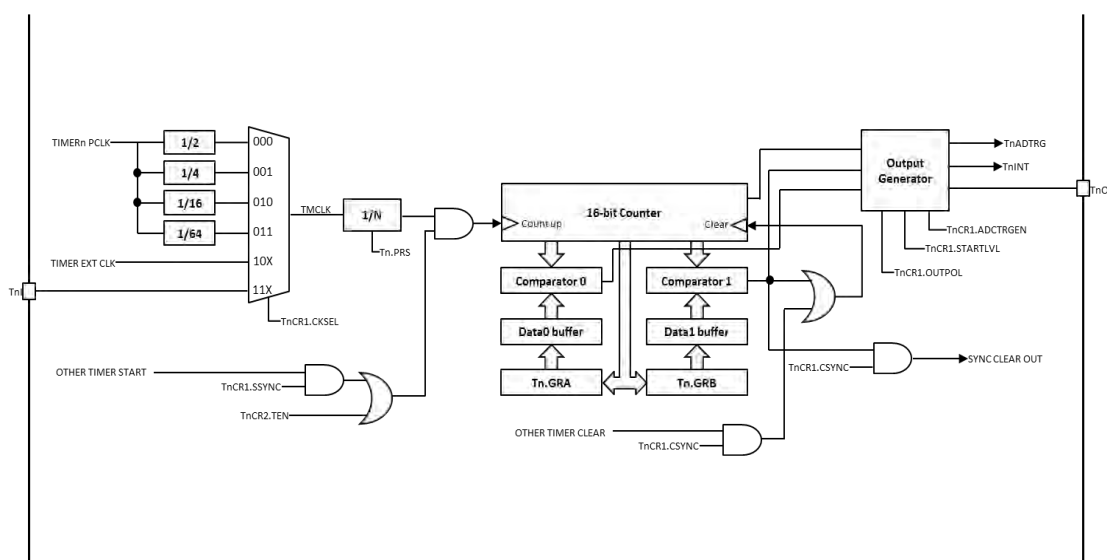 TIMERn PCLK
1/2
000
1/4
001
1/16
010
1/64
011
TIMER EXT CLK
10X
TnI
11X
TnCR1.CKSEL
TMCLK
1/N
Tn.PRS
16-bit Counter
Count up
Clear
Comparator 0
Comparator 1
Data0 buffer
Data1 buffer
Tn.GRA
Tn.GRB
Output
Generator
TnADTRG
TnINT
TnO
TnCR1.ADCTRGEN
TnCR1.STARTLVL
TnCR1.OUTPOL
SYNC CLEAR OUT
TnCR1.CSYNC
OTHER TIMER START
TnCR1.SSYNC
TnCR2.TEN
OTHER TIMER CLEAR
TnCR1.CSYNC